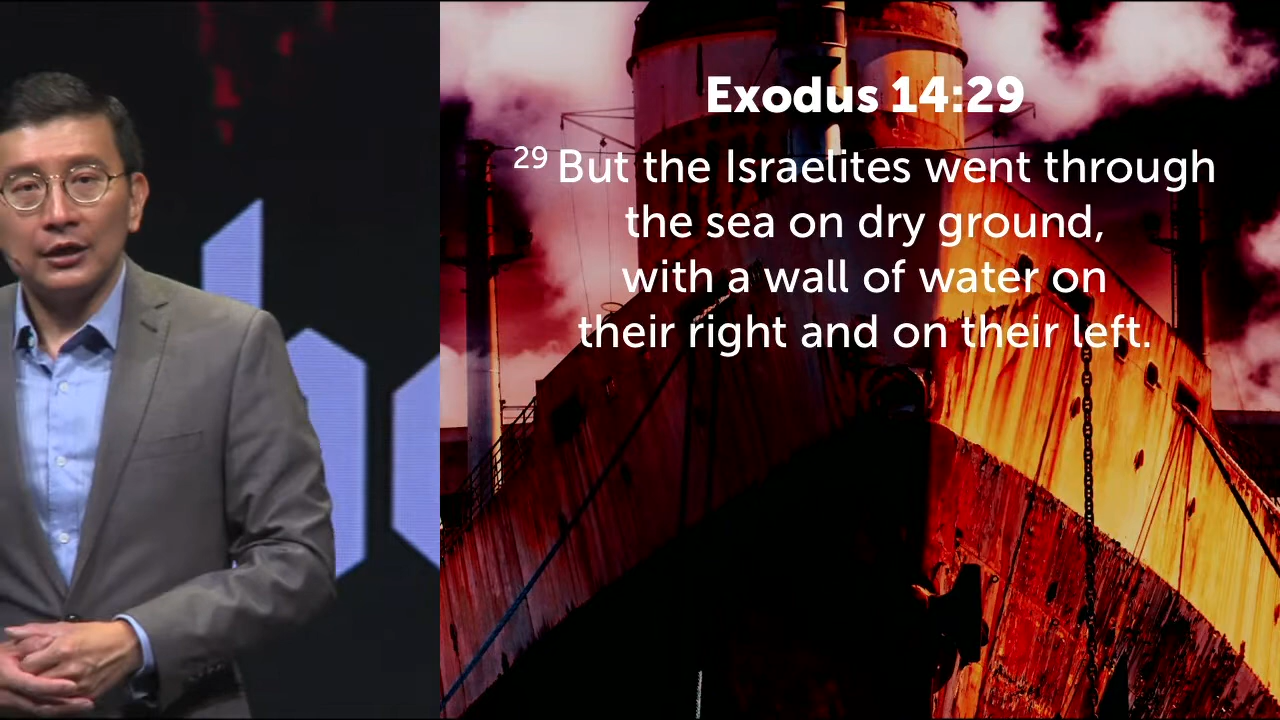 Exodus 14:29
29 But the Israelites went through
the sea on dry ground,
with a wall of water on
their right and on their left.